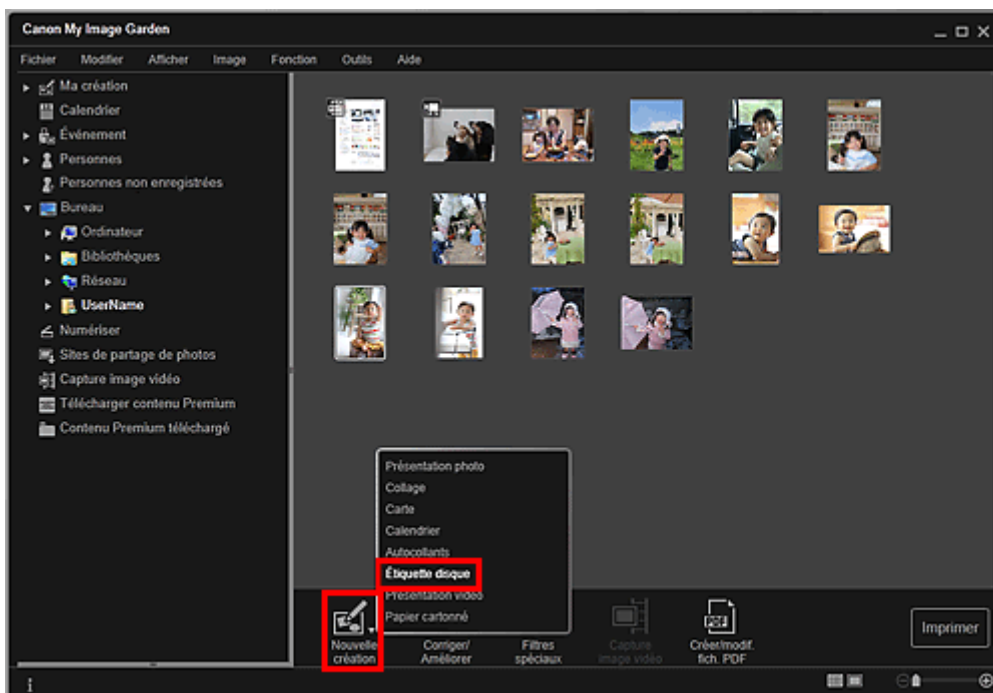 Canon My Image Garden
Fichier Modifier Afficher Image Fonction Outils Aide
Ma création
Calendrier
Événement
Personnes
Personnes non enregistrées
Bureau
Ordinateur
Bibliothèques
Réseau
UserName
Numériser
Sites de partage de photos
Capture image vidéo
Télécharger contenu Premium
Contenu Premium téléchargé
Présentation photo
Collage
Carte
Calendrier
Autocollants
Étiquette disque
Présentation vidéo
Papier cartonné
Nouvelle
création
Corriger/
Améliorer
Filtres
spéciaux
Capture
image vidéo
PDF
Créer/modif.
fich. PDF
Imprimer